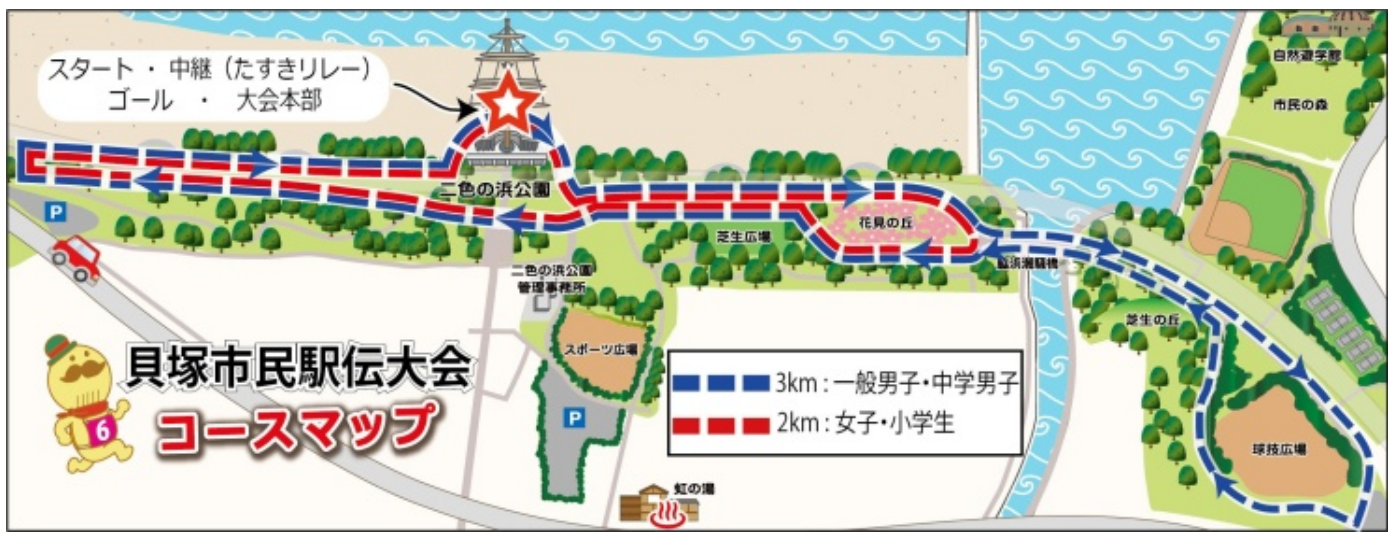 スタート ・ 中継（たすきリレー）
ゴール ・ 大会本部
自然遊学館
市民の森
二色の浜公園
花見の丘
芝生広場
脇浜潮騒橋
二色の浜公園
管理事務所
芝生の丘
スポーツ広場
P
貝塚市民駅伝大会
コースマップ
6
3km : 一般男子・中学男子
2km : 女子・小学生
P
球技広場
虹の湯